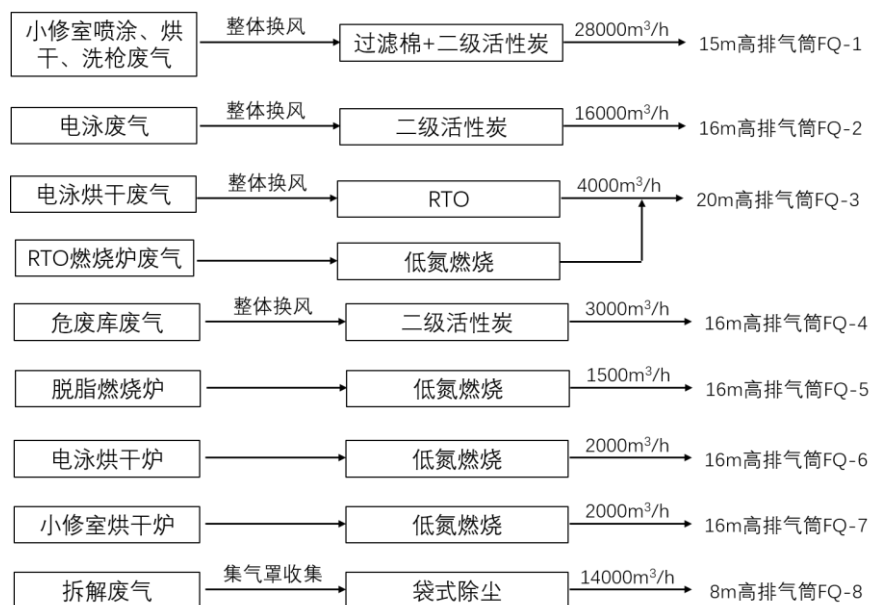 小修室喷涂、烘
干、洗枪废气
整体换风
过滤棉+二级活性炭
28000m³/h
15m高排气筒FQ-1
电泳废气
整体换风
二级活性炭
16000m³/h
16m高排气筒FQ-2
电泳烘干废气
整体换风
RTO
4000m³/h
20m高排气筒FQ-3
RTO燃烧炉废气
低氮燃烧
危废库废气
整体换风
二级活性炭
3000m³/h
16m高排气筒FQ-4
脱脂燃烧炉
低氮燃烧
1500m³/h
16m高排气筒FQ-5
电泳烘干炉
低氮燃烧
2000m³/h
16m高排气筒FQ-6
小修室烘干炉
低氮燃烧
2000m³/h
16m高排气筒FQ-7
拆解废气
集气罩收集
袋式除尘
14000m³/h
8m高排气筒FQ-8